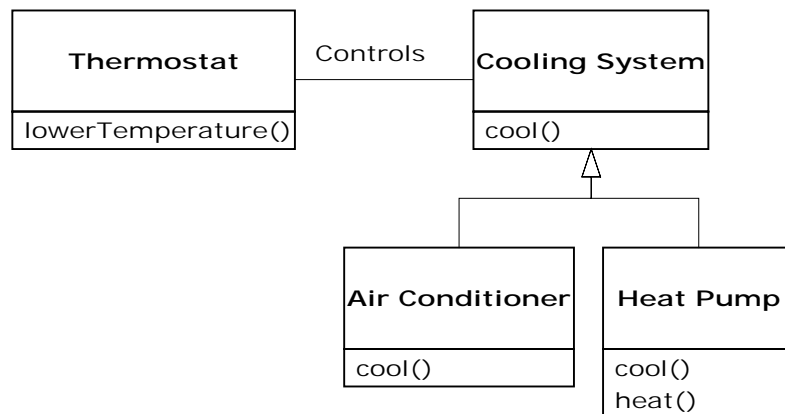 Thermostat
lowerTemperature()
Controls
Cooling System
cool()
Air Conditioner
cool()
Heat Pump
cool()
heat()